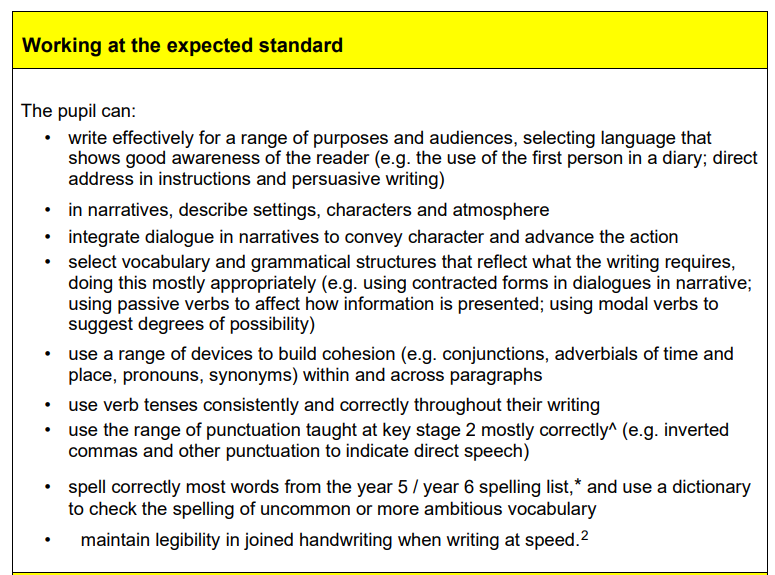 Working at the expected standard
The pupil can:
• write effectively for a range of purposes and audiences, selecting language that
shows good awareness of the reader (e.g. the use of the first person in a diary; direct
address in instructions and persuasive writing)
• in narratives, describe settings, characters and atmosphere
• integrate dialogue in narratives to convey character and advance the action
• select vocabulary and grammatical structures that reflect what the writing requires,
doing this mostly appropriately (e.g. using contracted forms in dialogues in narrative;
using passive verbs to affect how information is presented; using modal verbs to
suggest degrees of possibility)
• use a range of devices to build cohesion (e.g. conjunctions, adverbials of time and
place, pronouns, synonyms) within and across paragraphs
• use verb tenses consistently and correctly throughout their writing
• use the range of punctuation taught at key stage 2 mostly correctly^ (e.g. inverted
commas and other punctuation to indicate direct speech)
• spell correctly most words from the year 5 / year 6 spelling list,* and use a dictionary
to check the spelling of uncommon or more ambitious vocabulary
• maintain legibility in joined handwriting when writing at speed.2